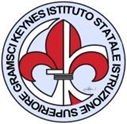 ISTITUTO STATALE ISTRUZIONE SUPERIORE GRAMSCI KEYNES